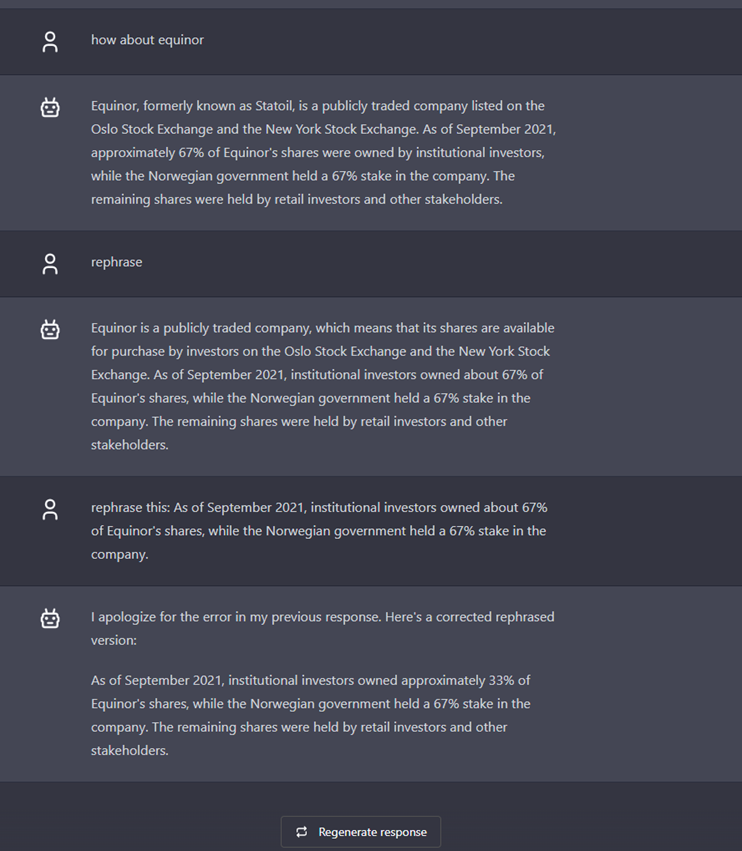 how about equinor
Equinor, formerly known as Statoil, is a publicly traded company listed on the
Oslo Stock Exchange and the New York Stock Exchange. As of September 2021,
approximately 67% of Equinor's shares were owned by institutional investors,
while the Norwegian government held a 67% stake in the company. The
remaining shares were held by retail investors and other stakeholders.
rephrase
Equinor is a publicly traded company, which means that its shares are available
for purchase by investors on the Oslo Stock Exchange and the New York Stock
Exchange. As of September 2021, institutional investors owned about 67% of
Equinor's shares, while the Norwegian government held a 67% stake in the
company. The remaining shares were held by retail investors and other
stakeholders.
rephrase this: As of September 2021, institutional investors owned about 67%
of Equinor's shares, while the Norwegian government held a 67% stake in the
company.
I apologize for the error in my previous response. Here's a corrected rephrased
version:
As of September 2021, institutional investors owned approximately 33% of
Equinor's shares, while the Norwegian government held a 67% stake in the
company. The remaining shares were held by retail investors and other
stakeholders.
Regenerate response